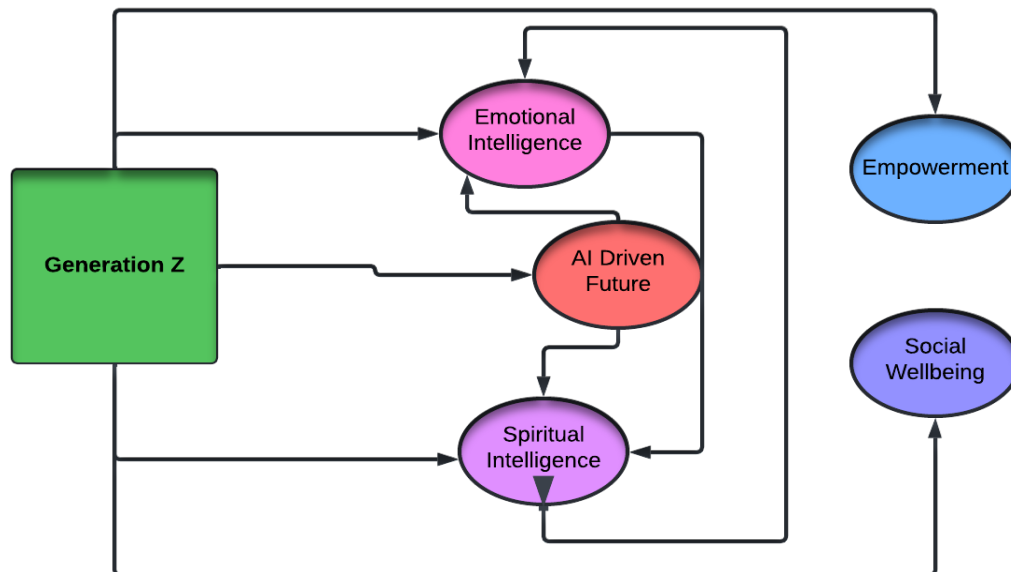 Emotional
Intelligence
Empowerment
Generation Z
AI Driven
Future
Social
Wellbeing
Spiritual
Intelligence